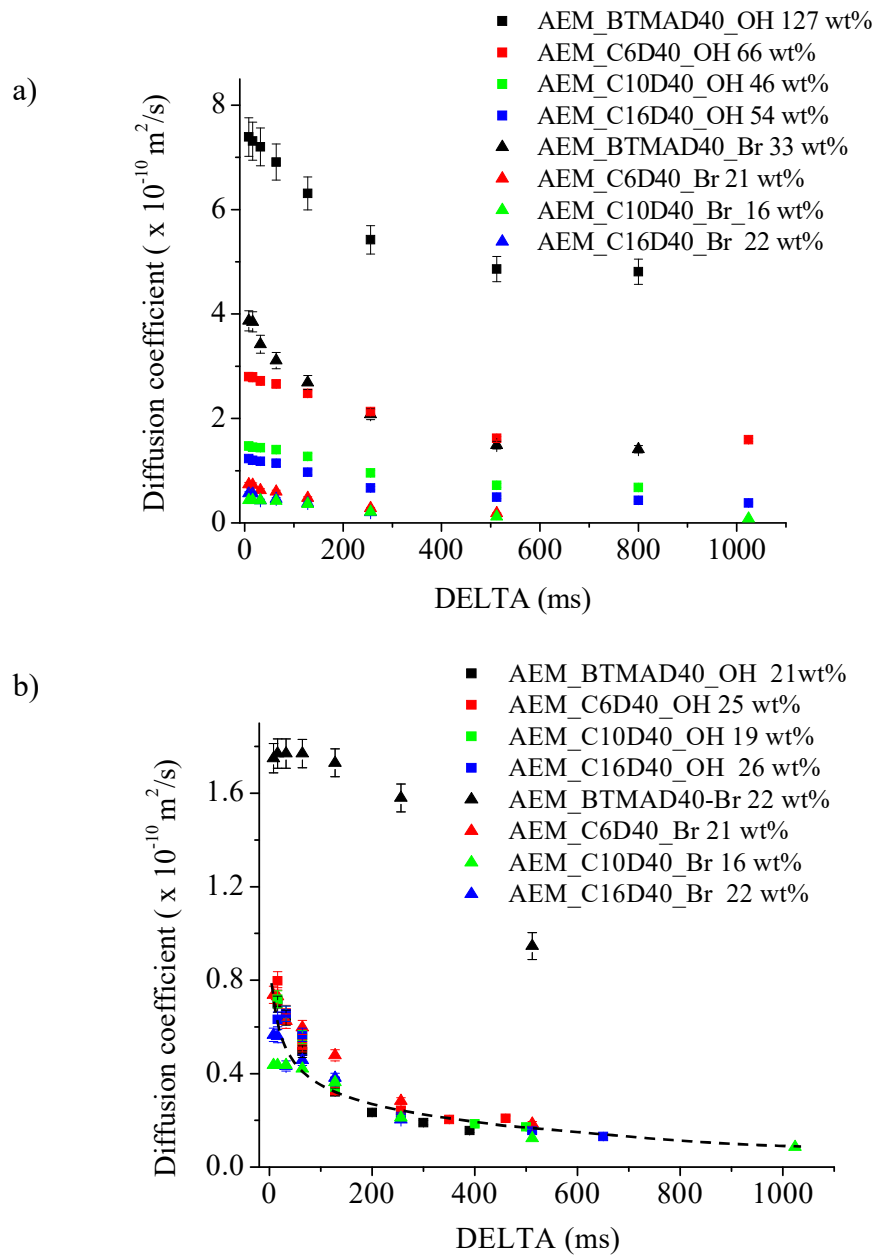 a)
AEM_BTMAD40_OH 127 wt%
AEM_C6D40_OH 66 wt%
AEM_C10D40_OH 46 wt%
AEM_C16D40_OH 54 wt%
AEM_BTMAD40_Br 33 wt%
AEM_C6D40_Br 21 wt%
AEM_C10D40_Br_16 wt%
AEM_C16D40_Br 22 wt%
Diffusion coefficient ( x 10⁻¹⁰ m²/s)
8
6
4
2
0
0 200 400 600 800 1000
DELTA (ms)
b)
AEM_BTMAD40_OH 21wt%
AEM_C6D40_OH 25 wt%
AEM_C10D40_OH 19 wt%
AEM_C16D40_OH 26 wt%
AEM_BTMAD40-Br 22 wt%
AEM_C6D40_Br 21 wt%
AEM_C10D40_Br 16 wt%
AEM_C16D40_Br 22 wt%
Diffusion coefficient ( x 10⁻¹⁰ m²/s)
1.6
1.2
0.8
0.4
0.0
0 200 400 600 800 1000
DELTA (ms)